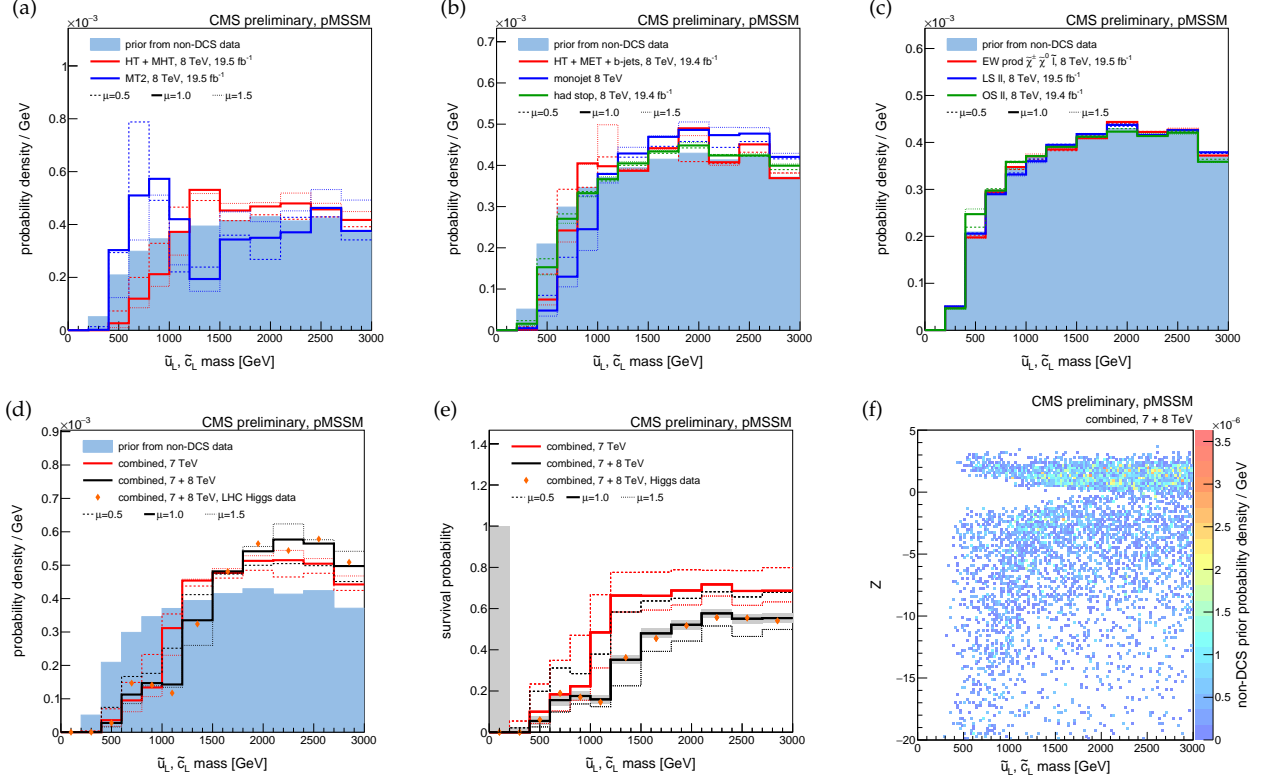 (a)
CMS preliminary, pMSSM
×10⁻³
prior from non-DCS data
HT + MHT, 8 TeV, 19.5 fb⁻¹
MT2, 8 TeV, 19.5 fb⁻¹
μ=0.5 μ=1.0 μ=1.5
probability density / GeV
1
0.8
0.6
0.4
0.2
0
0 500 1000 1500 2000 2500 3000
ũ_L, c̃_L mass [GeV]
(b)
CMS preliminary, pMSSM
×10⁻³
prior from non-DCS data
HT + MET + b-jets, 8 TeV, 19.4 fb⁻¹
monojet 8 TeV
had stop, 8 TeV, 19.4 fb⁻¹
μ=0.5 μ=1.0 μ=1.5
probability density / GeV
0.7
0.6
0.5
0.4
0.3
0.2
0.1
0.0
0 500 1000 1500 2000 2500 3000
ũ_L, c̃_L mass [GeV]
(c)
CMS preliminary, pMSSM
×10⁻³
prior from non-DCS data
EW prod χ̃± χ̃⁰ l̃, 8 TeV, 19.5 fb⁻¹
LS ll, 8 TeV, 19.5 fb⁻¹
OS ll, 8 TeV, 19.4 fb⁻¹
μ=0.5 μ=1.0 μ=1.5
probability density / GeV
0.6
0.5
0.4
0.3
0.2
0.1
0
0 500 1000 1500 2000 2500 3000
ũ_L, c̃_L mass [GeV]
(d)
CMS preliminary, pMSSM
×10⁻³
prior from non-DCS data
combined, 7 TeV
combined, 7 + 8 TeV
combined, 7 + 8 TeV, LHC Higgs data
μ=0.5 μ=1.0 μ=1.5
probability density / GeV
0.9
0.8
0.7
0.6
0.5
0.4
0.3
0.2
0.1
0
0 500 1000 1500 2000 2500 3000
ũ_L, c̃_L mass [GeV]
(e)
CMS preliminary, pMSSM
combined, 7 TeV
combined, 7 + 8 TeV
combined, 7 + 8 TeV, Higgs data
μ=0.5 μ=1.0 μ=1.5
survival probability
1.4
1.2
1
0.8
0.6
0.4
0.2
0.0
0 500 1000 1500 2000 2500 3000
ũ_L, c̃_L mass [GeV]
(f)
CMS preliminary, pMSSM
combined, 7 + 8 TeV
×10⁻⁶
Z
5
0
−5
−10
−15
−20
0 500 1000 1500 2000 2500 3000
ũ_L, c̃_L mass [GeV]
3.5
3
2.5
2
1.5
1
0.5
0
non-DCS prior probability density / GeV